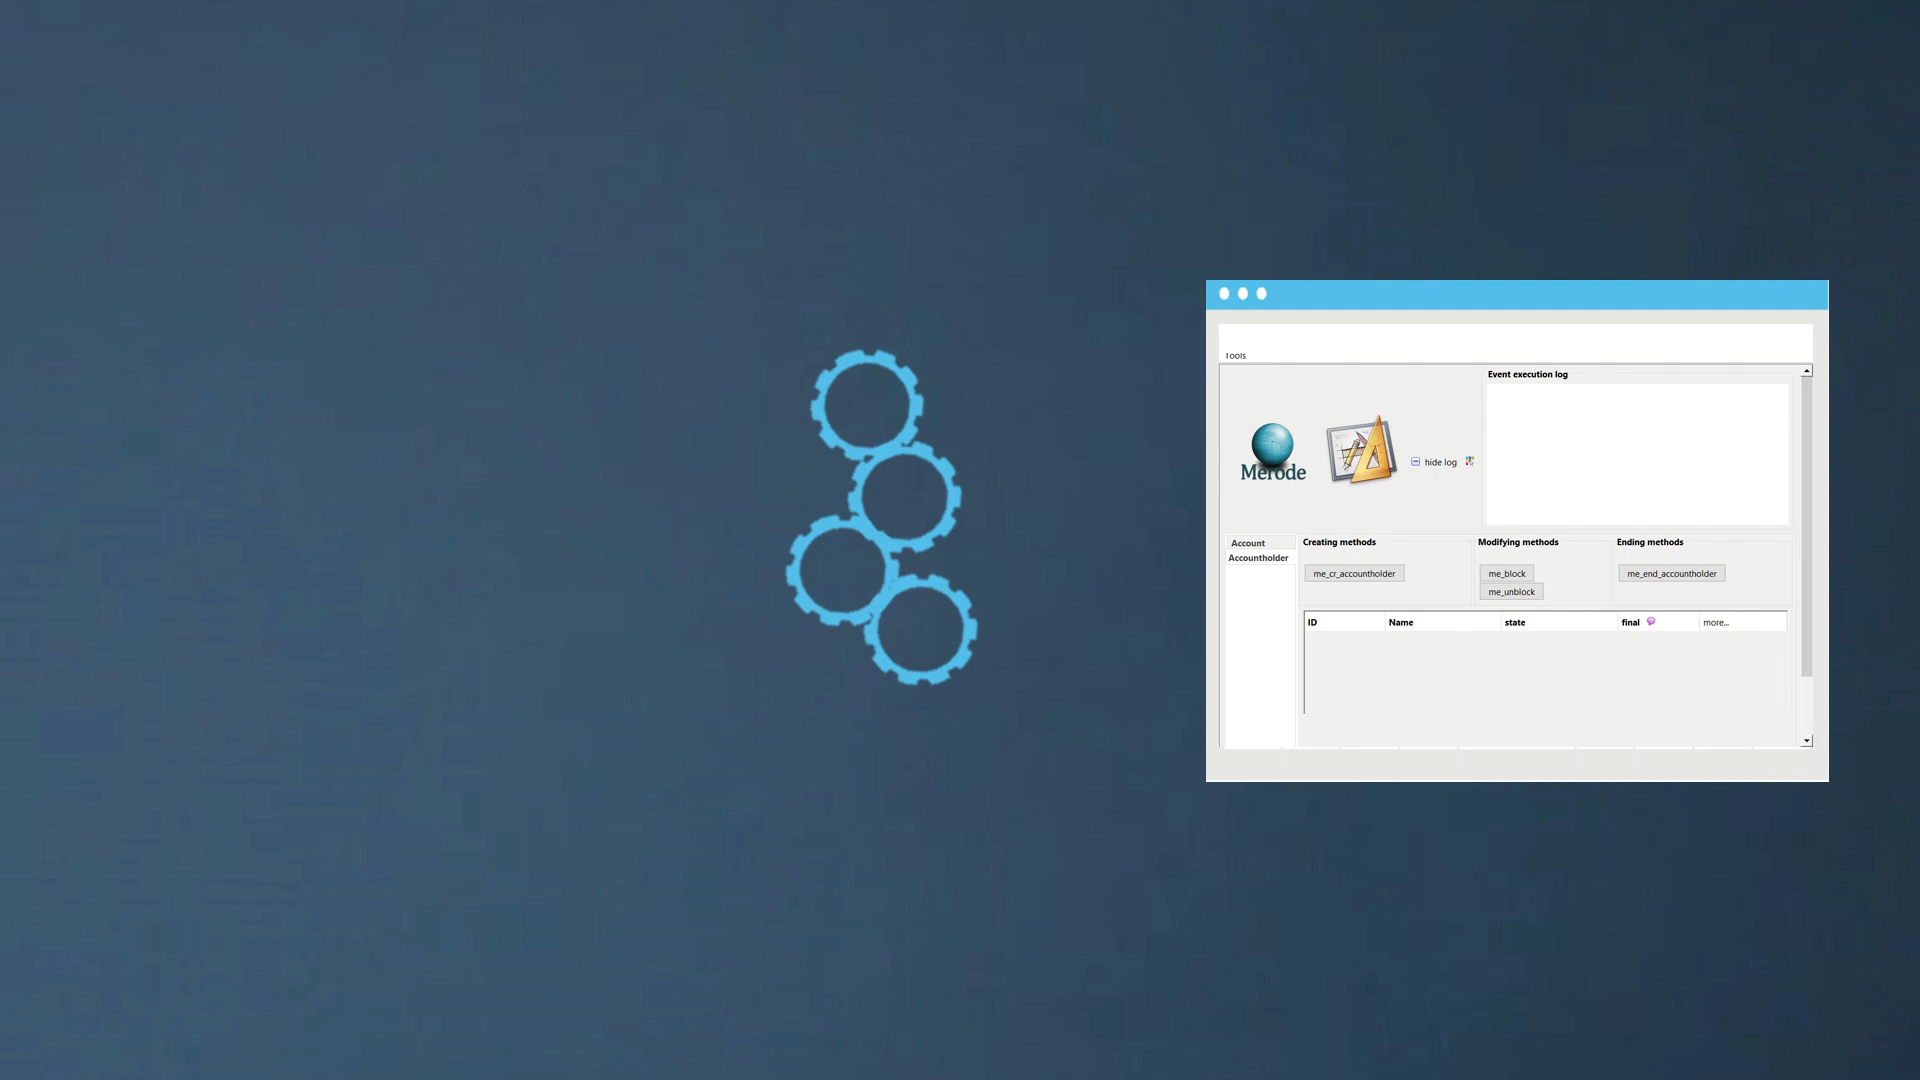 Tools
Event execution log
Merode
hide log
Account
Accountholder
Creating methods
Modifying methods
Ending methods
me_cr_accountholder
me_block
me_end_accountholder
me_unblock
ID
Name
state
final
more...